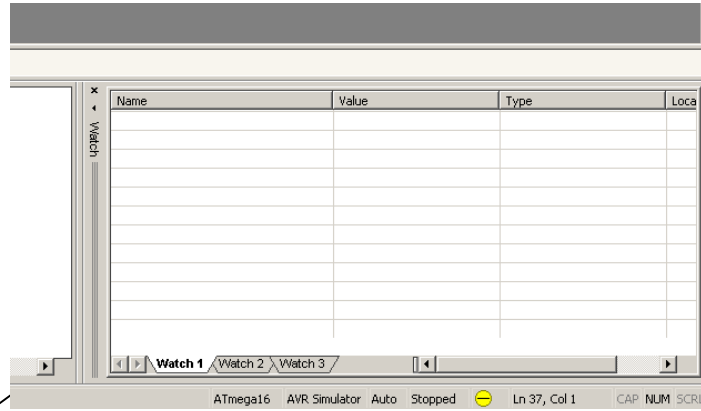 Name Value Type Loca
Watch
Watch 1 Watch 2 Watch 3
ATmega16 AVR Simulator Auto Stopped Ln 37, Col 1 CAP NUM SCRL